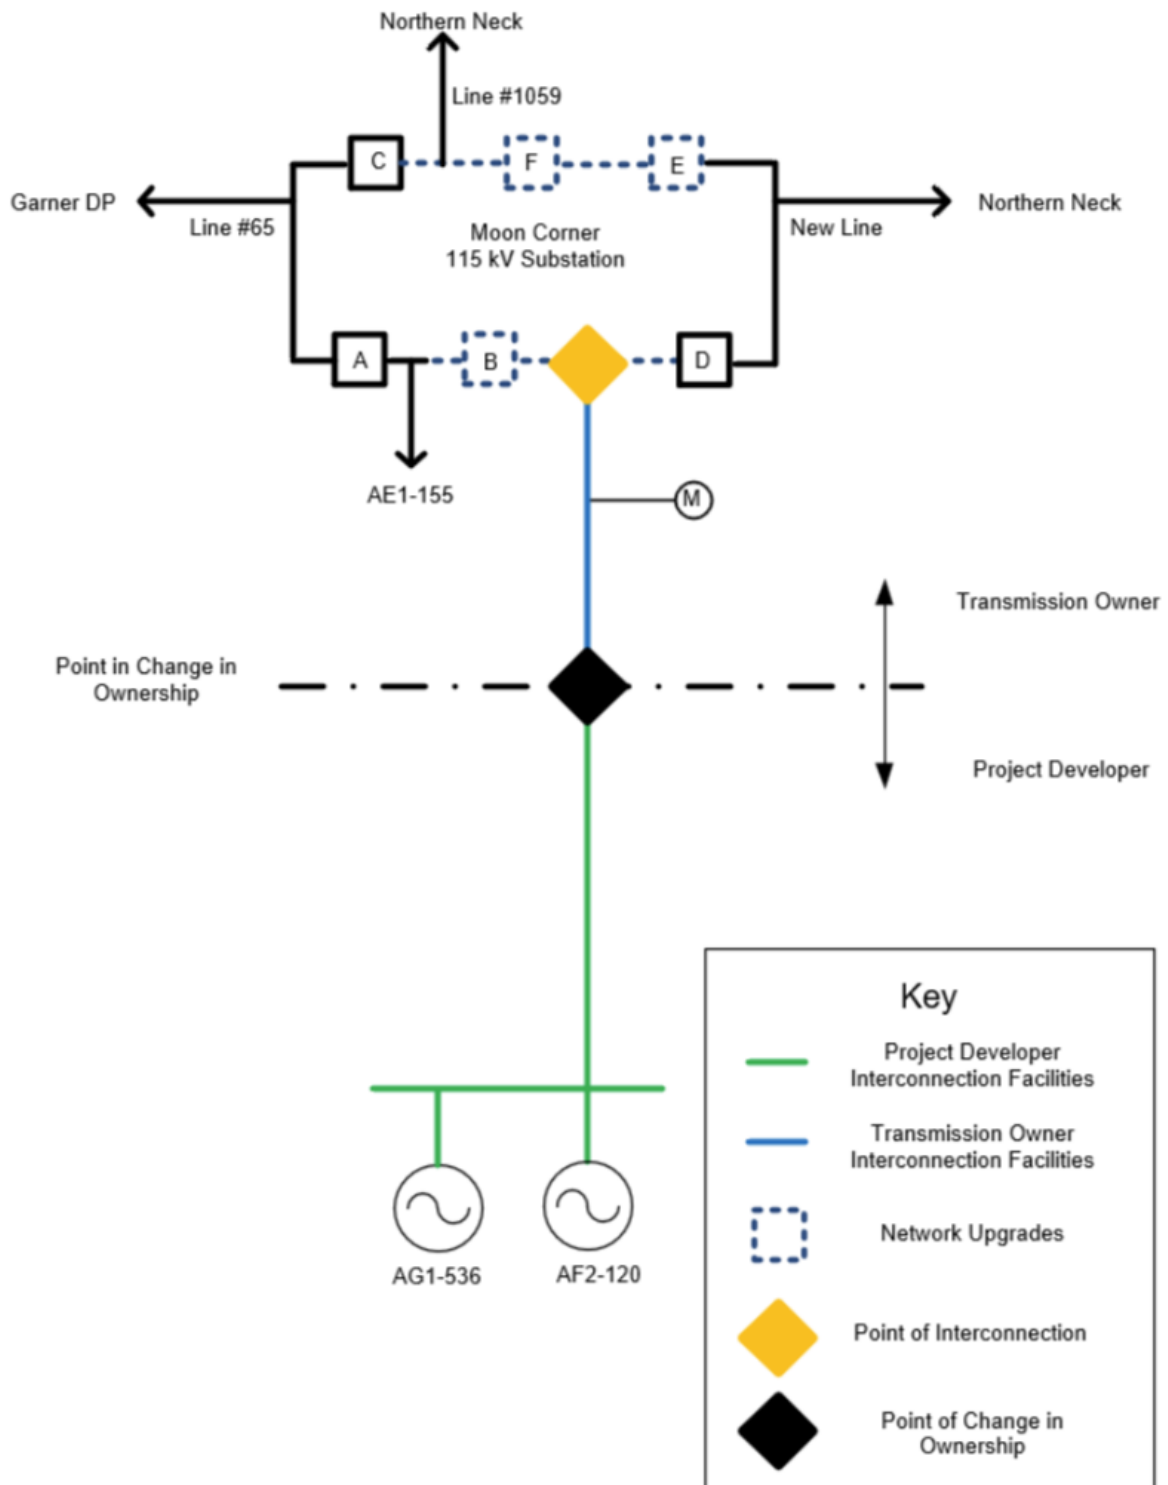 Northern Neck
Line #1059
C
F
E
Garner DP
Line #65
Moon Corner
115 kV Substation
New Line
Northern Neck
A
B
D
AE1-155
M
Transmission Owner
Point in Change in
Ownership
Project Developer
Key
Project Developer
Interconnection Facilities
Transmission Owner
Interconnection Facilities
Network Upgrades
AG1-536
AF2-120
Point of Interconnection
Point of Change in
Ownership